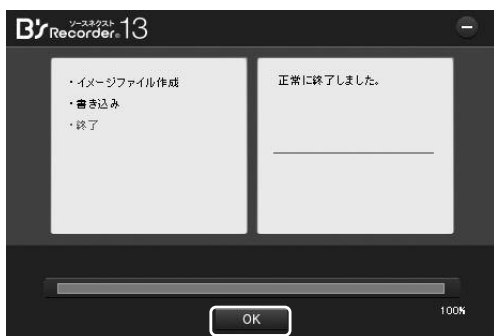 ソースネクスト
B's Recorder® 13
・イメージファイル作成
・書き込み
・終了
正常に終了しました。
100%
OK